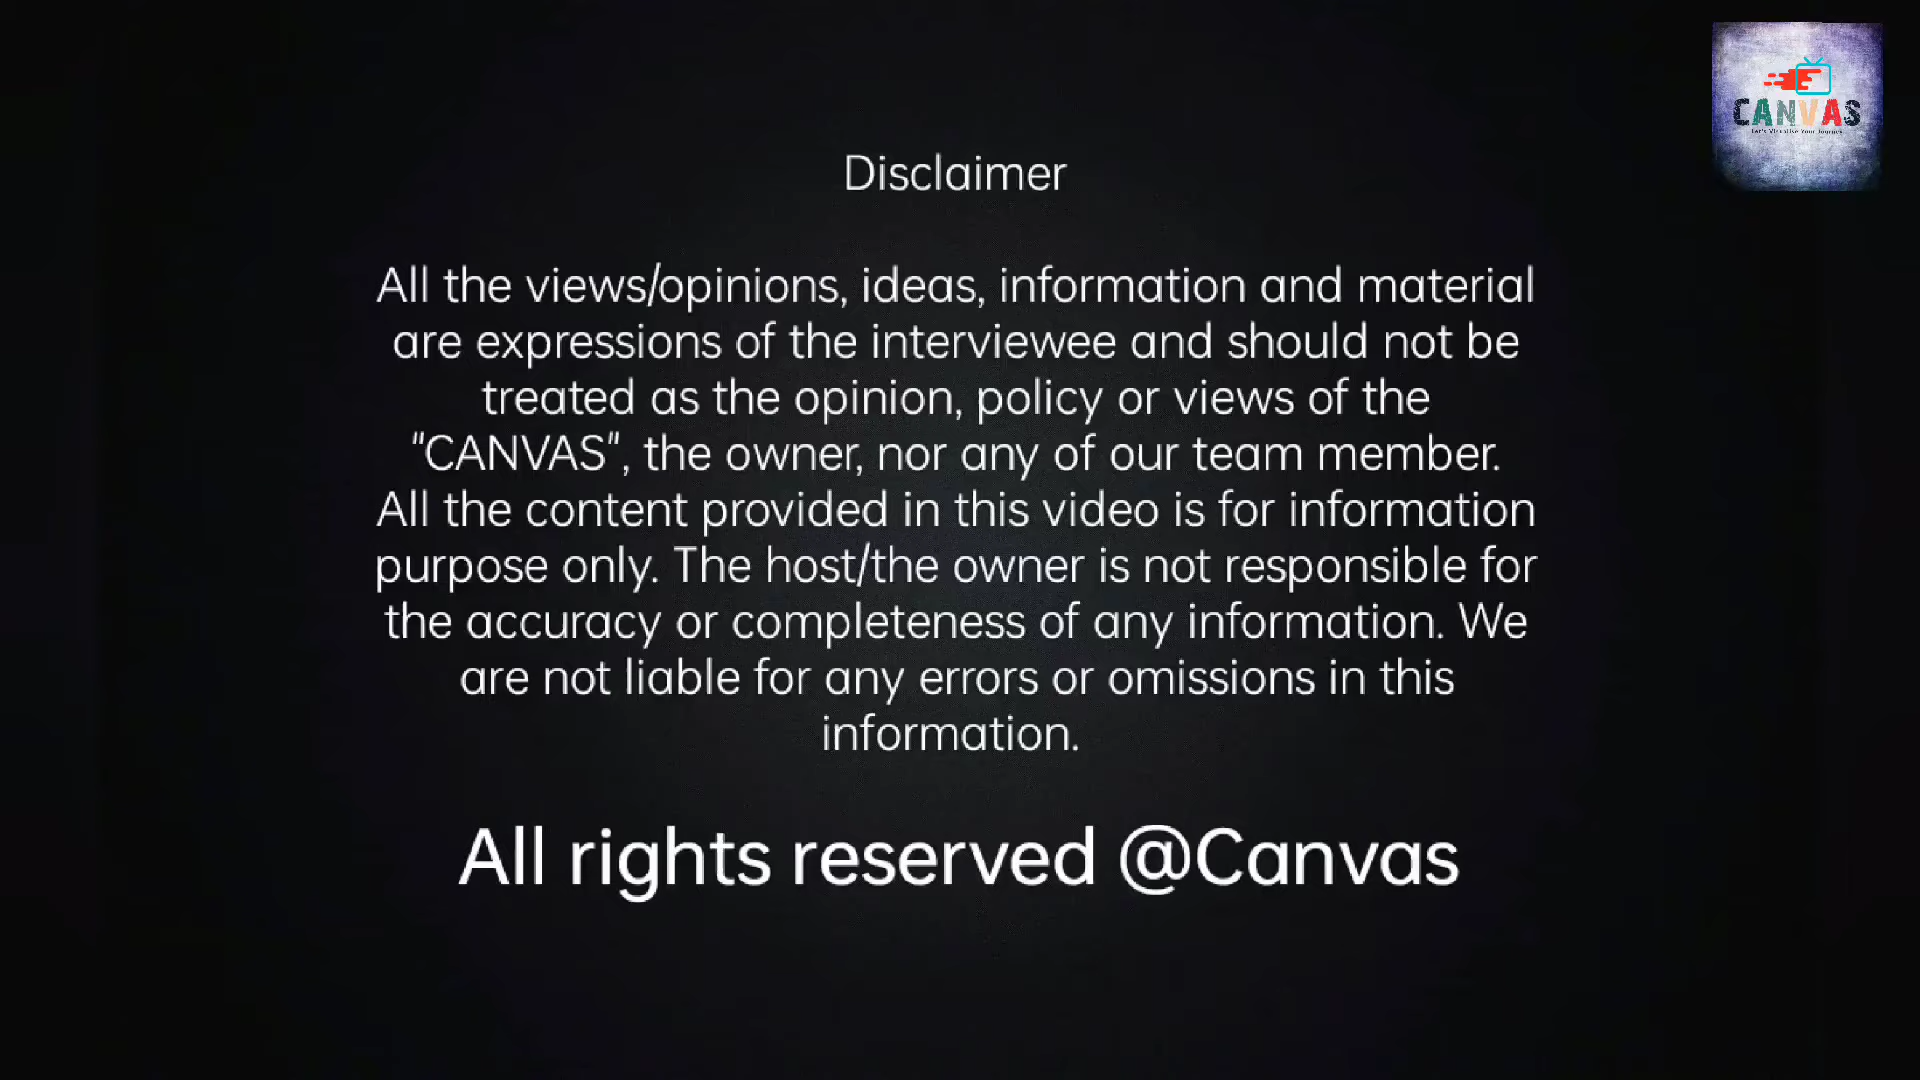 CANVAS
Let's Visualise Your Journey
Disclaimer
All the views/opinions, ideas, information and material
are expressions of the interviewee and should not be
treated as the opinion, policy or views of the
"CANVAS", the owner, nor any of our team member.
All the content provided in this video is for information
purpose only. The host/the owner is not responsible for
the accuracy or completeness of any information. We
are not liable for any errors or omissions in this
information.
All rights reserved @Canvas